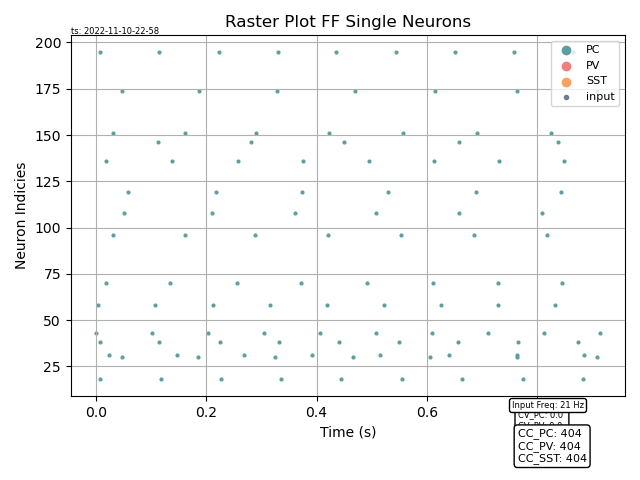 Raster Plot FF Single Neurons
ts: 2022-11-10-22-58
200
175
150
125
100
75
50
25
Neuron Indicies
PC
PV
SST
input
0.0 0.2 0.4 0.6
Time (s)
Input Freq: 21 Hz
CV_PC: 0.0
CC_PC: 404
CC_PV: 404
CC_SST: 404